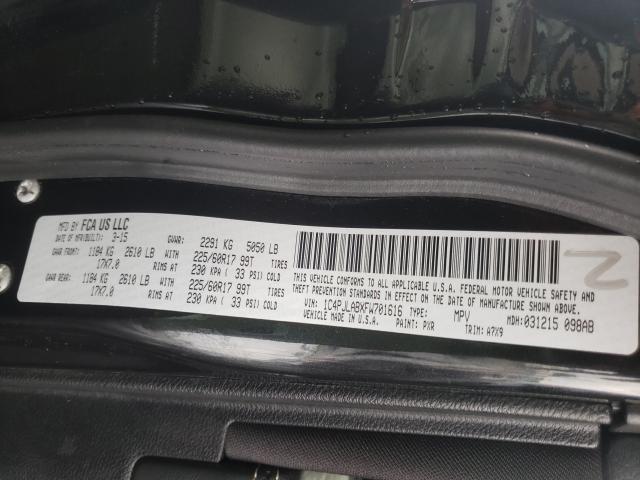 MFD BY FCA US LLC
DATE OF MFR(BUILT) 3-15 GVWR: 2291 KG 5050 LB
GAWR FRONT: 1184 KG 2610 LB WITH 225/60R17 99T TIRES
17X7.0 RIMS AT 230 KPA( 33 PSI) COLD
GAWR REAR: 1184 KG 2610 LB WITH 225/60R17 99T TIRES
17X7.0 RIMS AT 230 KPA( 33 PSI) COLD
THIS VEHICLE CONFORMS TO ALL APPLICABLE U.S.A. FEDERAL MOTOR VEHICLE SAFETY AND
THEFT PREVENTION STANDARDS IN EFFECT ON THE DATE OF MANUFACTURE SHOWN ABOVE.
VIN: 1C4PJLABXFW701616 TYPE: MPV MDH:031215 098AB
MADE IN U.S.A. PAINT: PXR TRIM: A7X9